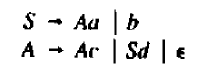 S → Aa | b
A → Ac | Sd | ϵ